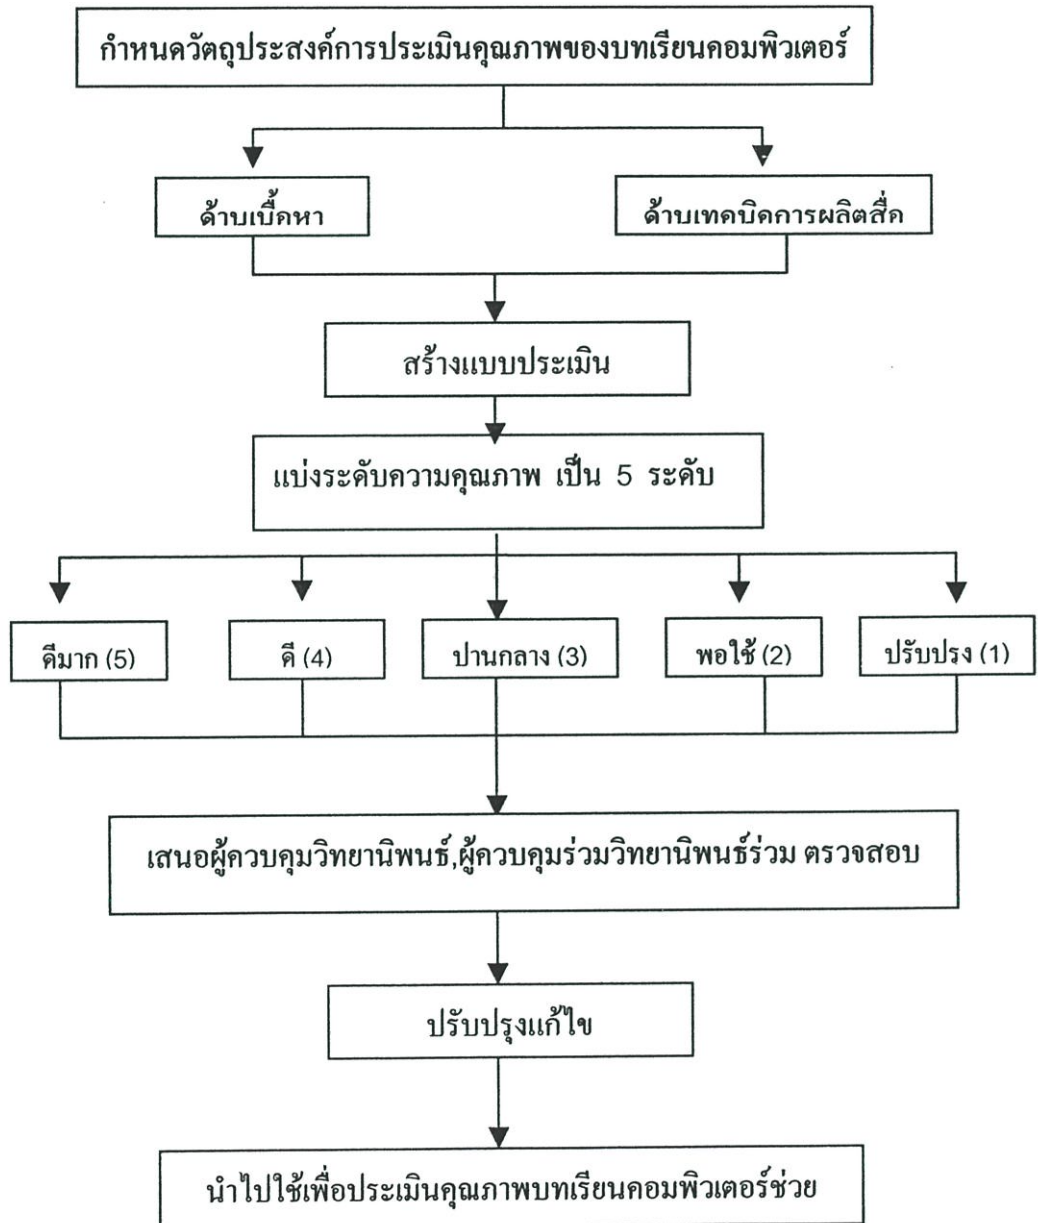 กำหนดวัตถุประสงค์การประเมินคุณภาพของบทเรียนคอมพิวเตอร์
ด้านเนื้อหา
ด้านเทคนิคการผลิตสื่อ
สร้างแบบประเมิน
แบ่งระดับความคุณภาพ เป็น 5 ระดับ
ดีมาก (5)
ดี (4)
ปานกลาง (3)
พอใช้ (2)
ปรับปรุง (1)
เสนอผู้ควบคุมวิทยานิพนธ์,ผู้ควบคุมร่วมวิทยานิพนธ์ร่วม ตรวจสอบ
ปรับปรุงแก้ไข
นำไปใช้เพื่อประเมินคุณภาพบทเรียนคอมพิวเตอร์ช่วย